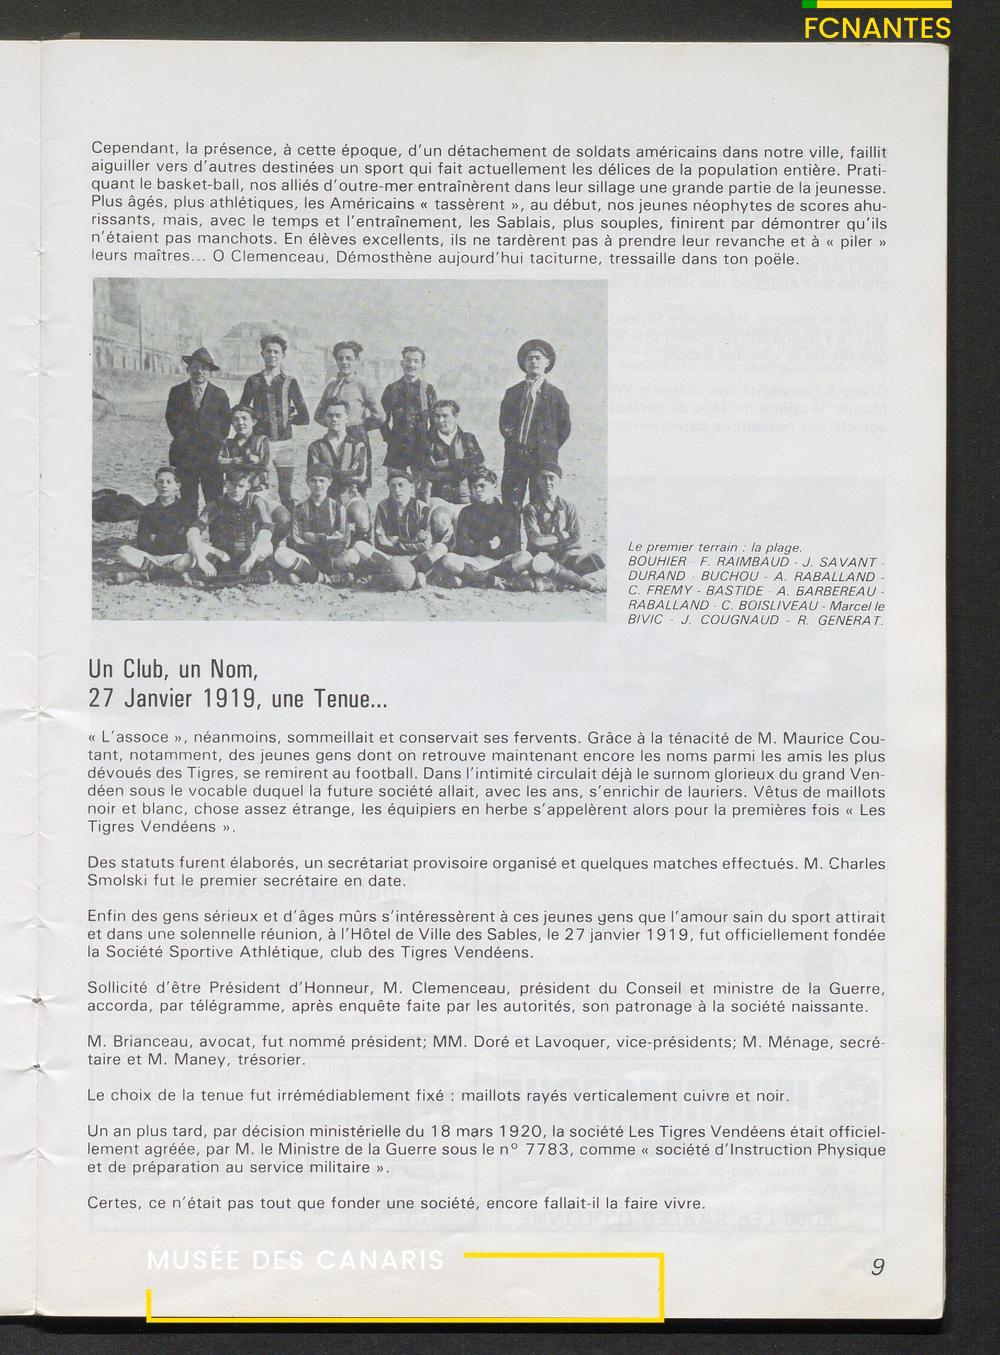 FCNANTES
Cependant, la présence, à cette époque, d'un détachement de soldats américains dans notre ville, faillit
aiguiller vers d'autres destinées un sport qui fait actuellement les délices de la population entière. Prati-
quant le basket-ball, nos alliés d'outre-mer entraînèrent dans leur sillage une grande partie de la jeunesse.
Plus âgés, plus athlétiques, les Américains « tassèrent », au début, nos jeunes néophytes de scores ahu-
rissants, mais, avec le temps et l'entraînement, les Sablais, plus souples, finirent par démontrer qu'ils
n'étaient pas manchots. En élèves excellents, ils ne tardèrent pas à prendre leur revanche et à « piler »
leurs maîtres... O Clemenceau, Démosthène aujourd'hui taciturne, tressaille dans ton poële.
Le premier terrain : la plage.
BOUHIER - F. RAIMBAUD - J. SAVANT -
DURAND - BUCHOU - A. RABALLAND -
C. FREMY - BASTIDE - A. BARBEREAU -
RABALLAND - C. BOISLIVEAU - Marcel le
BIVIC - J. COUGNAUD - R. GENERAT.
Un Club, un Nom,
27 Janvier 1919, une Tenue...
« L'assoce », néanmoins, sommeillait et conservait ses fervents. Grâce à la ténacité de M. Maurice Cou-
tant, notamment, des jeunes gens dont on retrouve maintenant encore les noms parmi les amis les plus
dévoués des Tigres, se remirent au football. Dans l'intimité circulait déjà le surnom glorieux du grand Ven-
déen sous le vocable duquel la future société allait, avec les ans, s'enrichir de lauriers. Vêtus de maillots
noir et blanc, chose assez étrange, les équipiers en herbe s'appelèrent alors pour la premières fois « Les
Tigres Vendéens ».
Des statuts furent élaborés, un secrétariat provisoire organisé et quelques matches effectués. M. Charles
Smolski fut le premier secrétaire en date.
Enfin des gens sérieux et d'âges mûrs s'intéressèrent à ces jeunes gens que l'amour sain du sport attirait
et dans une solennelle réunion, à l'Hôtel de Ville des Sables, le 27 janvier 1919, fut officiellement fondée
la Société Sportive Athlétique, club des Tigres Vendéens.
Sollicité d'être Président d'Honneur, M. Clemenceau, président du Conseil et ministre de la Guerre,
accorda, par télégramme, après enquête faite par les autorités, son patronage à la société naissante.
M. Brianceau, avocat, fut nommé président; MM. Doré et Lavoquer, vice-présidents; M. Ménage, secré-
taire et M. Maney, trésorier.
Le choix de la tenue fut irrémédiablement fixé : maillots rayés verticalement cuivre et noir.
Un an plus tard, par décision ministérielle du 18 mars 1920, la société Les Tigres Vendéens était officiel-
lement agréée, par M. le Ministre de la Guerre sous le n° 7783, comme « société d'Instruction Physique
et de préparation au service militaire ».
Certes, ce n'était pas tout que fonder une société, encore fallait-il la faire vivre.
MUSÉE DES CANARIS
9